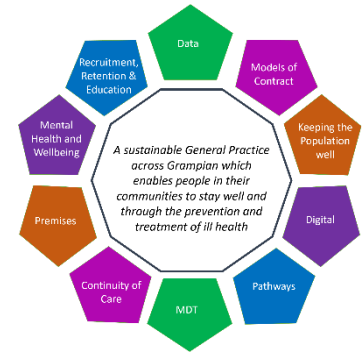 Data
Models of
Contract
Keeping the
Population
well
Digital
Pathways
MDT
Continuity of
Care
Premises
Mental
Health and
Wellbeing
Recruitment,
Retention &
Education
A sustainable General Practice
across Grampian which
enables people in their
communities to stay well and
through the prevention and
treatment of ill health